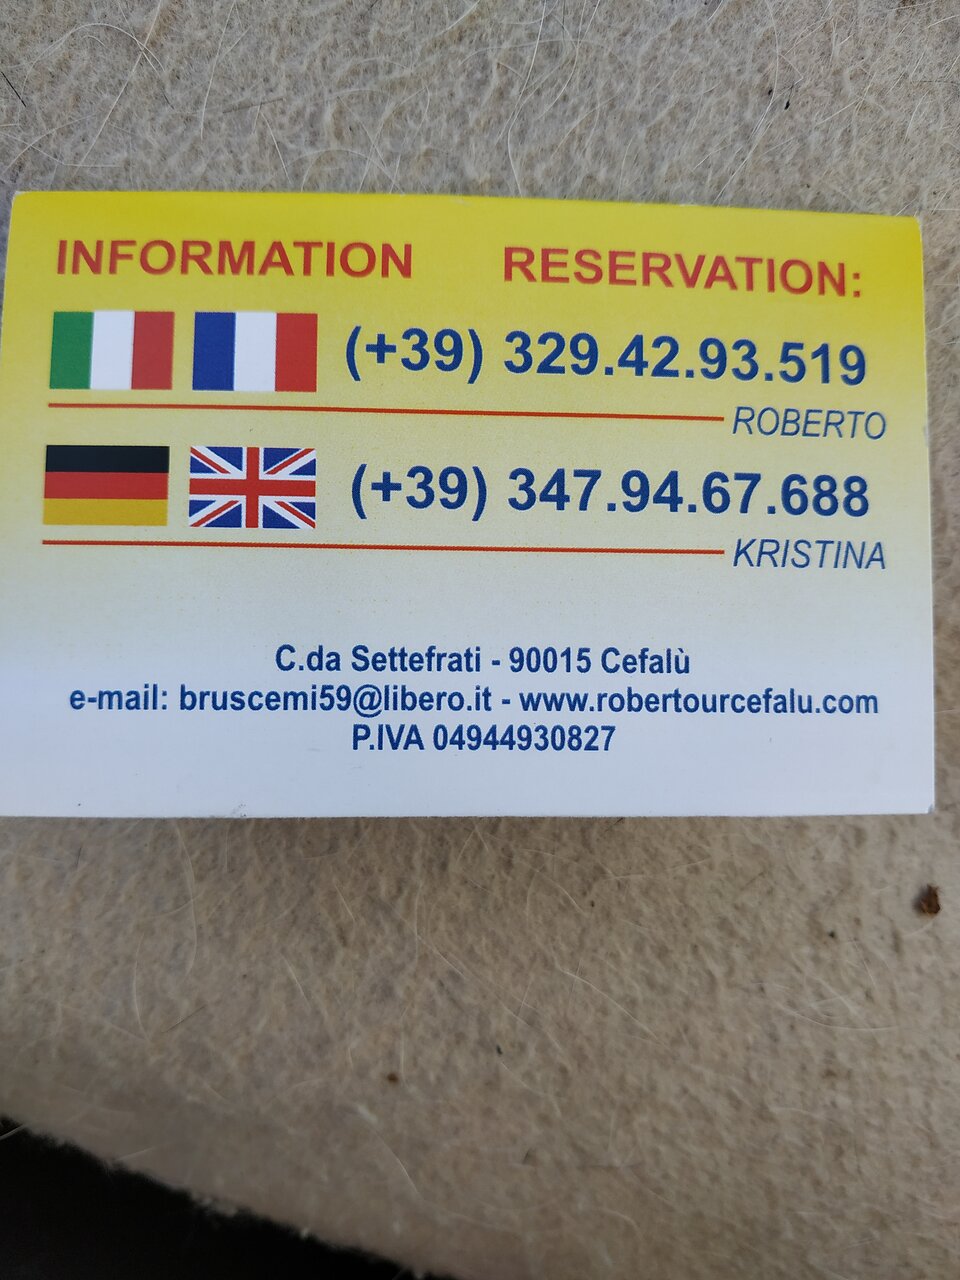 INFORMATION RESERVATION:
(+39) 329.42.93.519
ROBERTO
(+39) 347.94.67.688
KRISTINA
C.da Settefrati - 90015 Cefalù
e-mail: bruscemi59@libero.it - www.robertourcefalu.com
P.IVA 04944930827